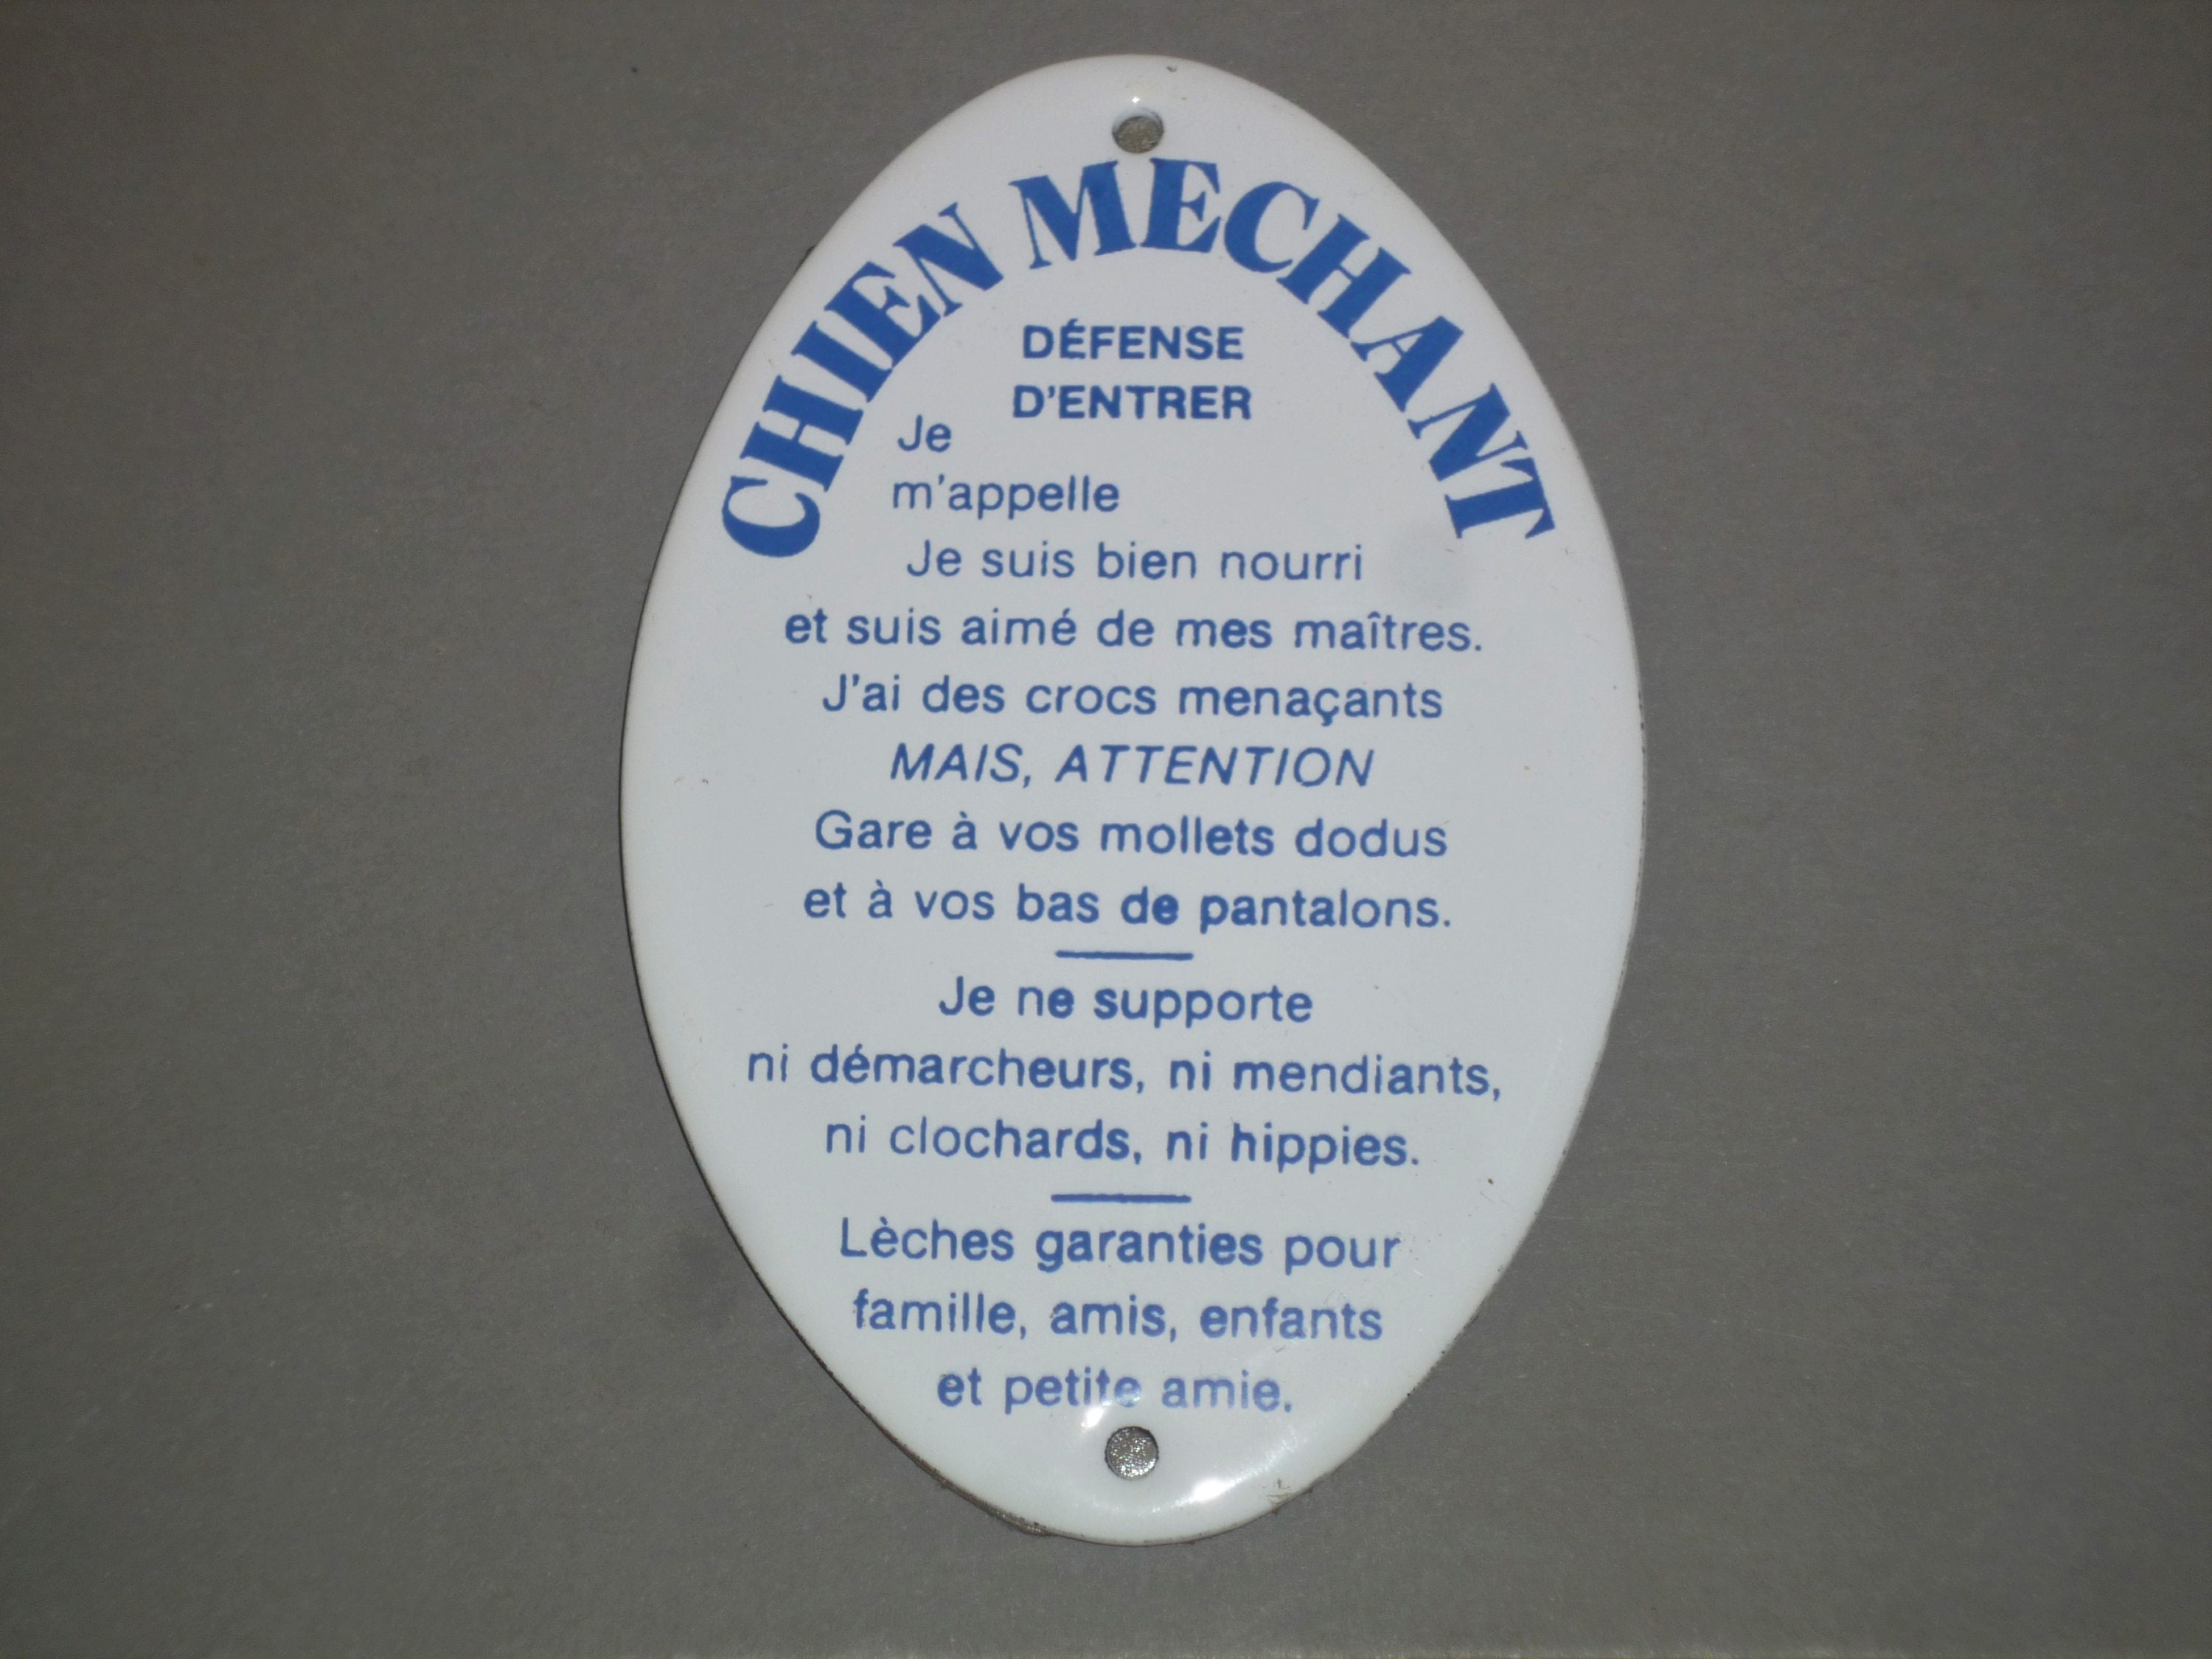 CHIEN MECHANT
DÉFENSE
D'ENTRER
Je
m'appelle
Je suis bien nourri
et suis aimé de mes maîtres.
J'ai des crocs menaçants
MAIS, ATTENTION
Gare à vos mollets dodus
et à vos bas de pantalons.
Je ne supporte
ni démarcheurs, ni mendiants,
ni clochards, ni hippies.
Lèches garanties pour
famille, amis, enfants
et petite amie.